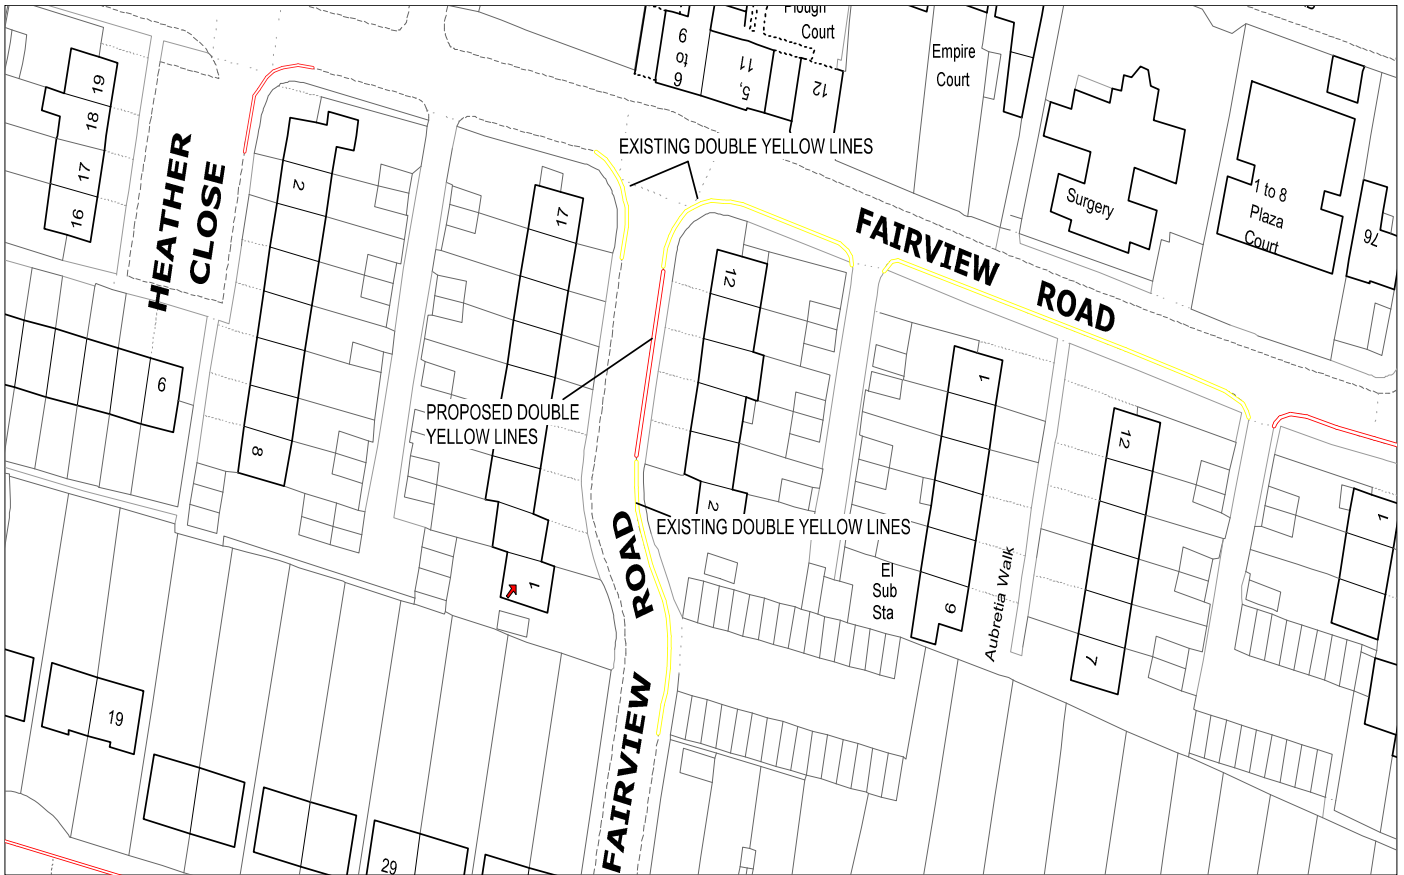 Court
9
to
6
11
5,
12
Empire
Court
EXISTING DOUBLE YELLOW LINES
Surgery
1 to 8
Plaza
Court
76
19
18
17
16
HEATHER
CLOSE
2
8
17
12
2
FAIRVIEW ROAD
PROPOSED DOUBLE
YELLOW LINES
EXISTING DOUBLE YELLOW LINES
FAIRVIEW ROAD
1
6
El
Sub
Sta
1
6
Aubretia Walk
12
7
1
19
29